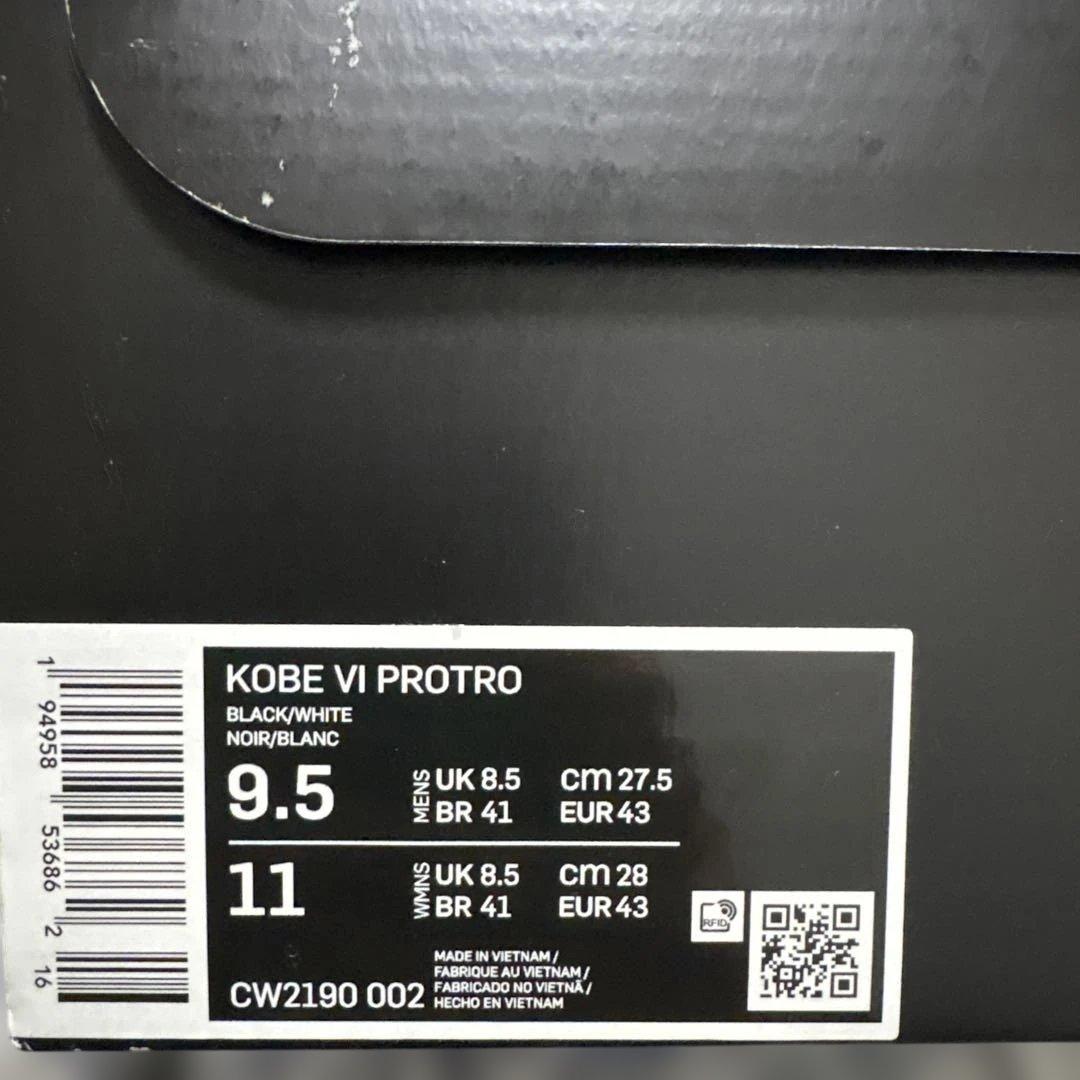 1 94958 53686 2 16
KOBE VI PROTRO
BLACK/WHITE
NOIR/BLANC
9.5 MENS UK 8.5 cm 27.5
BR 41 EUR 43
11 WMNS UK 8.5 cm 28
BR 41 EUR 43
RFID
MADE IN VIETNAM /
FABRIQUE AU VIETNAM /
FABRICADO NO VIETNÃ /
CW2190 002 HECHO EN VIETNAM